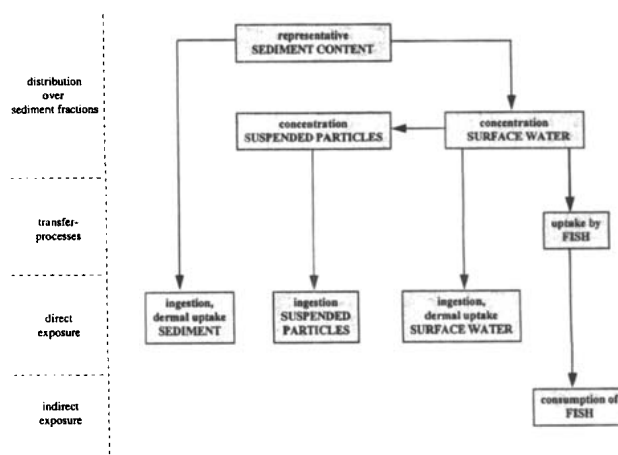 representative
SEDIMENT CONTENT
distribution
over
sediment fractions
concentration
SUSPENDED PARTICLES
concentration
SURFACE WATER
transfer-
processes
uptake by
FISH
direct
exposure
ingestion,
dermal uptake
SEDIMENT
ingestion
SUSPENDED
PARTICLES
ingestion,
dermal uptake
SURFACE WATER
indirect
exposure
consumption of
FISH